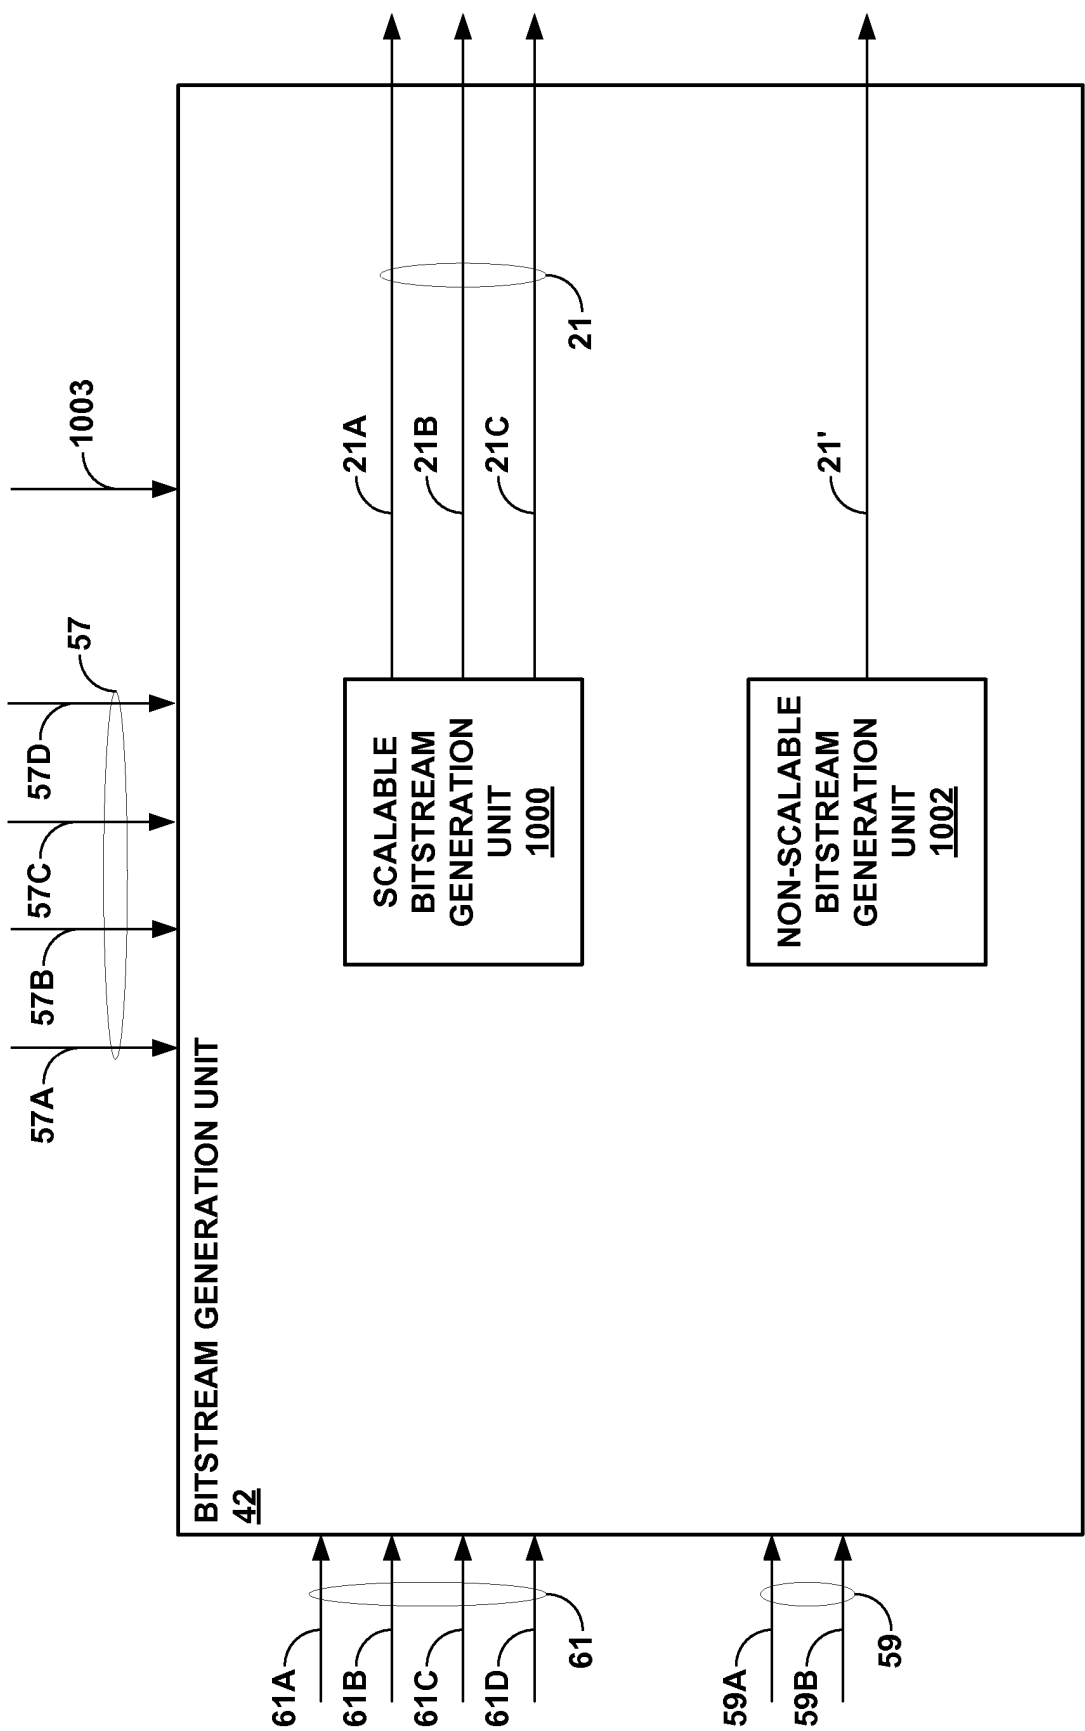 57A
57B
57C
57D
57
1003
BITSTREAM GENERATION UNIT
42
61A
61B
61C
61D
61
SCALABLE
BITSTREAM
GENERATION
UNIT
1000
21A
21B
21C
21
59A
59B
59
NON-SCALABLE
BITSTREAM
GENERATION
UNIT
1002
21'